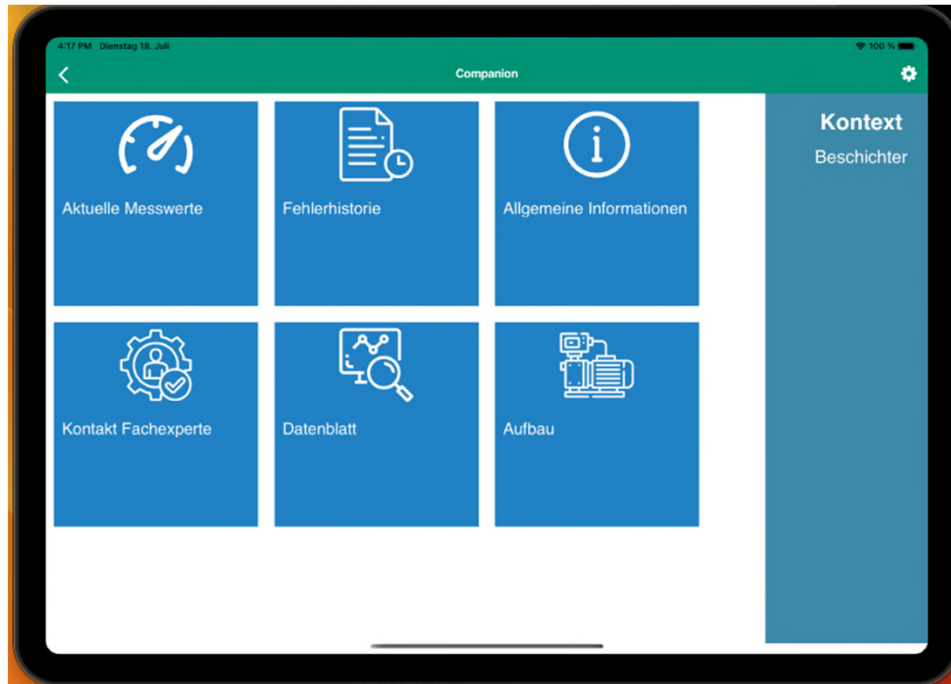 4:17 PM Dienstag 18. Juli
100 %
Companion
Aktuelle Messwerte
Fehlerhistorie
Allgemeine Informationen
Kontakt Fachexperte
Datenblatt
Aufbau
Kontext
Beschichter